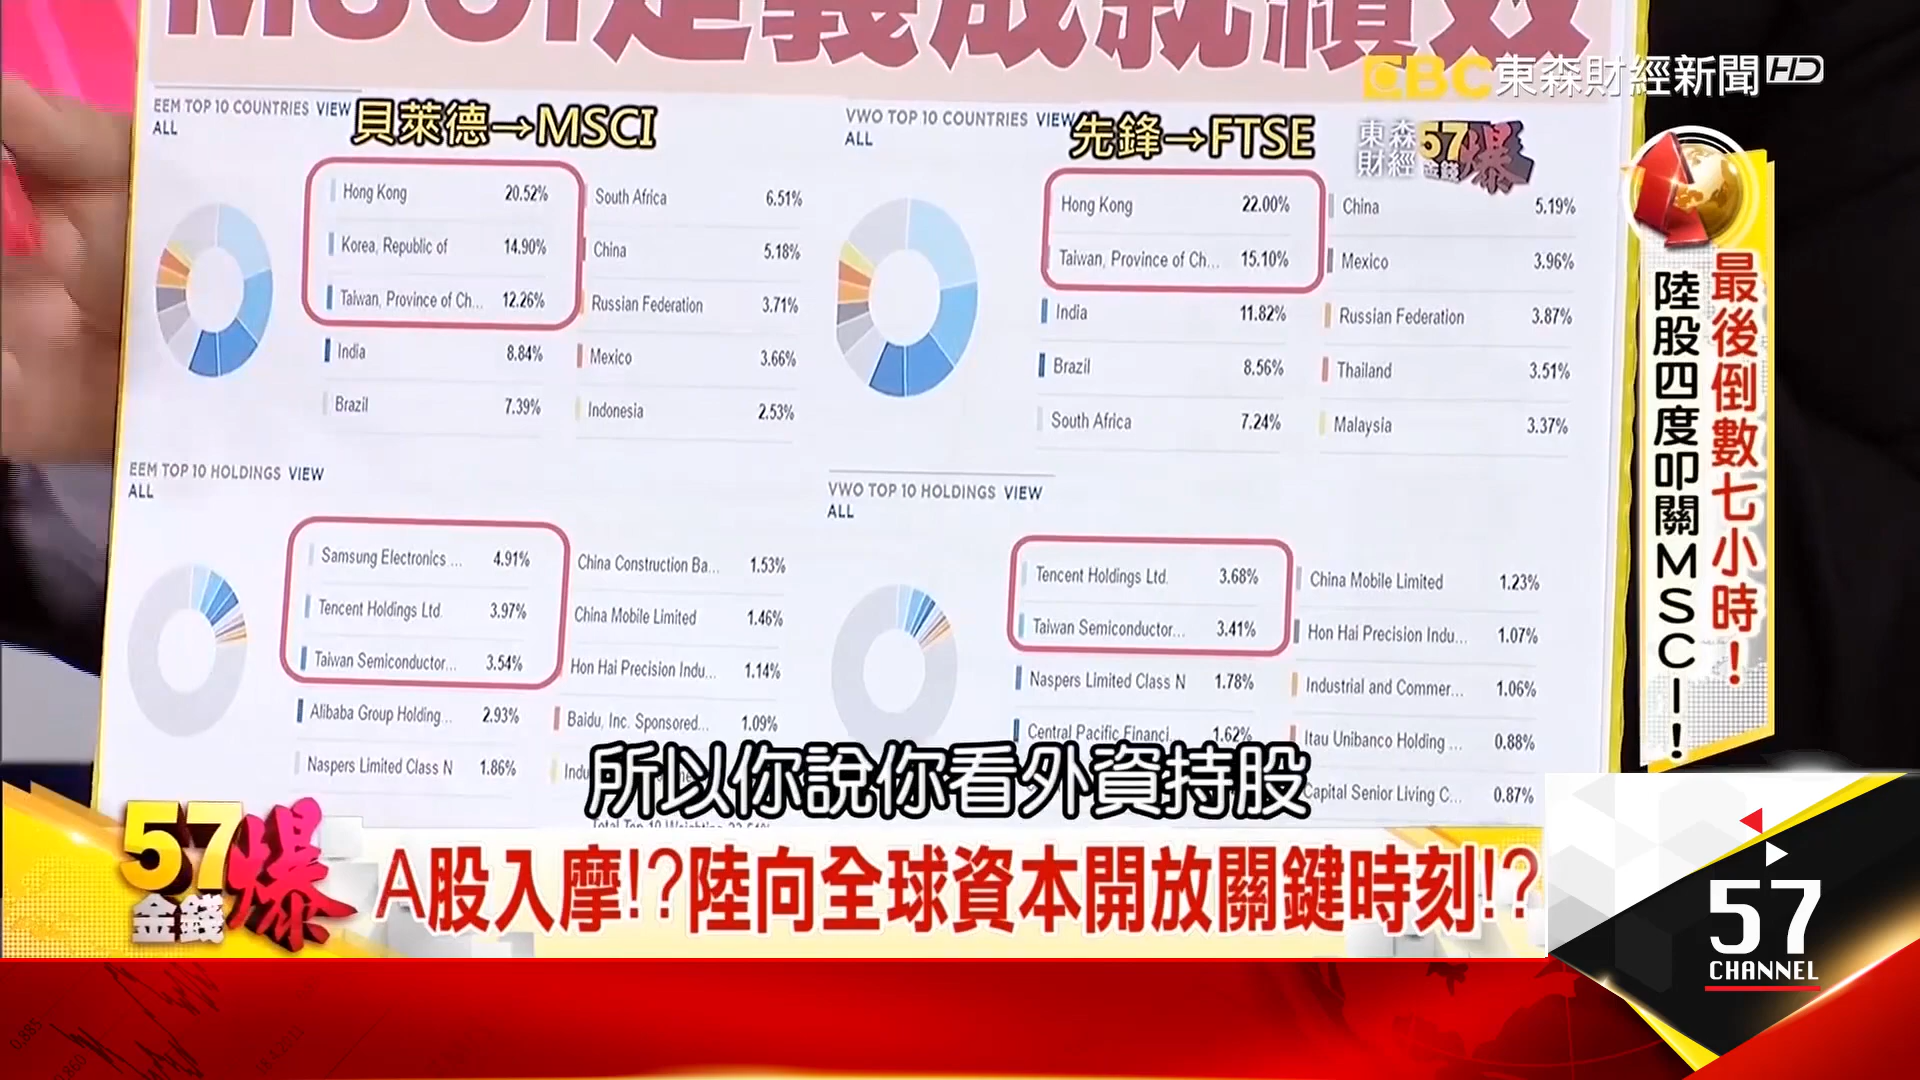 MSCI定義成就績效
EBC東森財經新聞HD
東森財經
57金錢爆
EEM TOP 10 COUNTRIES VIEW ALL
貝萊德→MSCI
Hong Kong 20.52%
Korea, Republic of 14.90%
Taiwan, Province of Ch... 12.26%
India 8.84%
Brazil 7.39%
South Africa 6.51%
China 5.18%
Russian Federation 3.71%
Mexico 3.66%
Indonesia 2.53%
VWO TOP 10 COUNTRIES VIEW ALL
先鋒→FTSE
Hong Kong 22.00%
Taiwan, Province of Ch... 15.10%
India 11.82%
Brazil 8.56%
South Africa 7.24%
China 5.19%
Mexico 3.96%
Russian Federation 3.87%
Thailand 3.51%
Malaysia 3.37%
EEM TOP 10 HOLDINGS VIEW ALL
Samsung Electronics ... 4.91%
Tencent Holdings Ltd. 3.97%
Taiwan Semiconductor... 3.54%
Alibaba Group Holding... 2.93%
Naspers Limited Class N 1.86%
China Construction Ba... 1.53%
China Mobile Limited 1.46%
Hon Hai Precision Indu... 1.14%
Baidu, Inc. Sponsored... 1.09%
VWO TOP 10 HOLDINGS VIEW ALL
Tencent Holdings Ltd. 3.68%
Taiwan Semiconductor... 3.41%
Naspers Limited Class N 1.78%
Central Pacific Financi... 1.62%
China Mobile Limited 1.23%
Hon Hai Precision Indu... 1.07%
Industrial and Commer... 1.06%
Itau Unibanco Holding ... 0.88%
Capital Senior Living C... 0.87%
最後倒數七小時!
陸股四度叩關MSCI!
所以你說你看外資持股
57金錢爆
A股入摩!?陸向全球資本開放關鍵時刻!?
57
CHANNEL